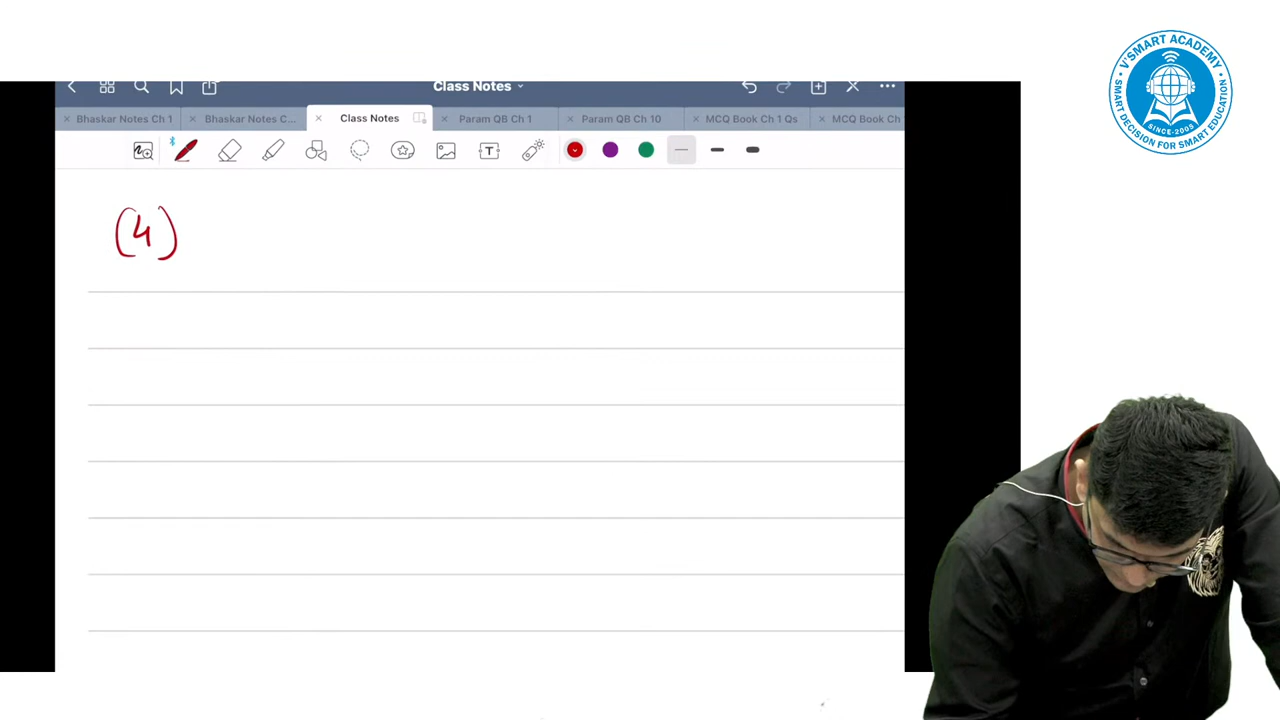 Class Notes
Bhaskar Notes Ch 1
Bhaskar Notes C...
Class Notes
Param QB Ch 1
Param QB Ch 10
MCQ Book Ch 1 Qs
MCQ Book Ch
T
(4)
V'SMART ACADEMY
SINCE-2005
SMART DECISION FOR SMART EDUCATION